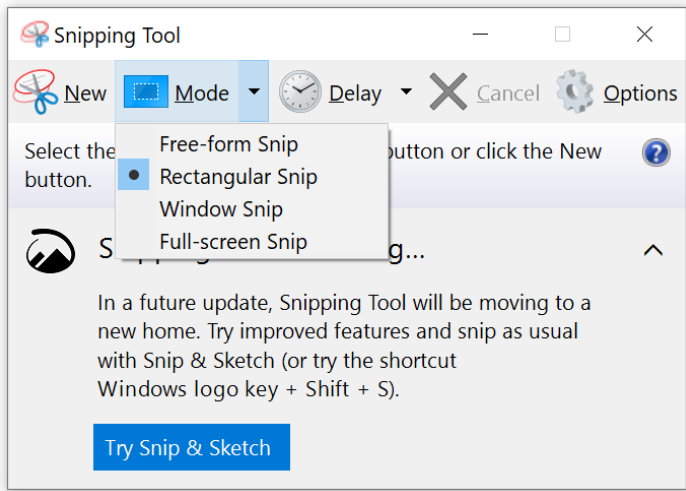 Snipping Tool
New Mode Delay Cancel Options
Free-form Snip
Rectangular Snip
Window Snip
Full-screen Snip
Select the button or click the New
button.
In a future update, Snipping Tool will be moving to a
new home. Try improved features and snip as usual
with Snip & Sketch (or try the shortcut
Windows logo key + Shift + S).
Try Snip & Sketch